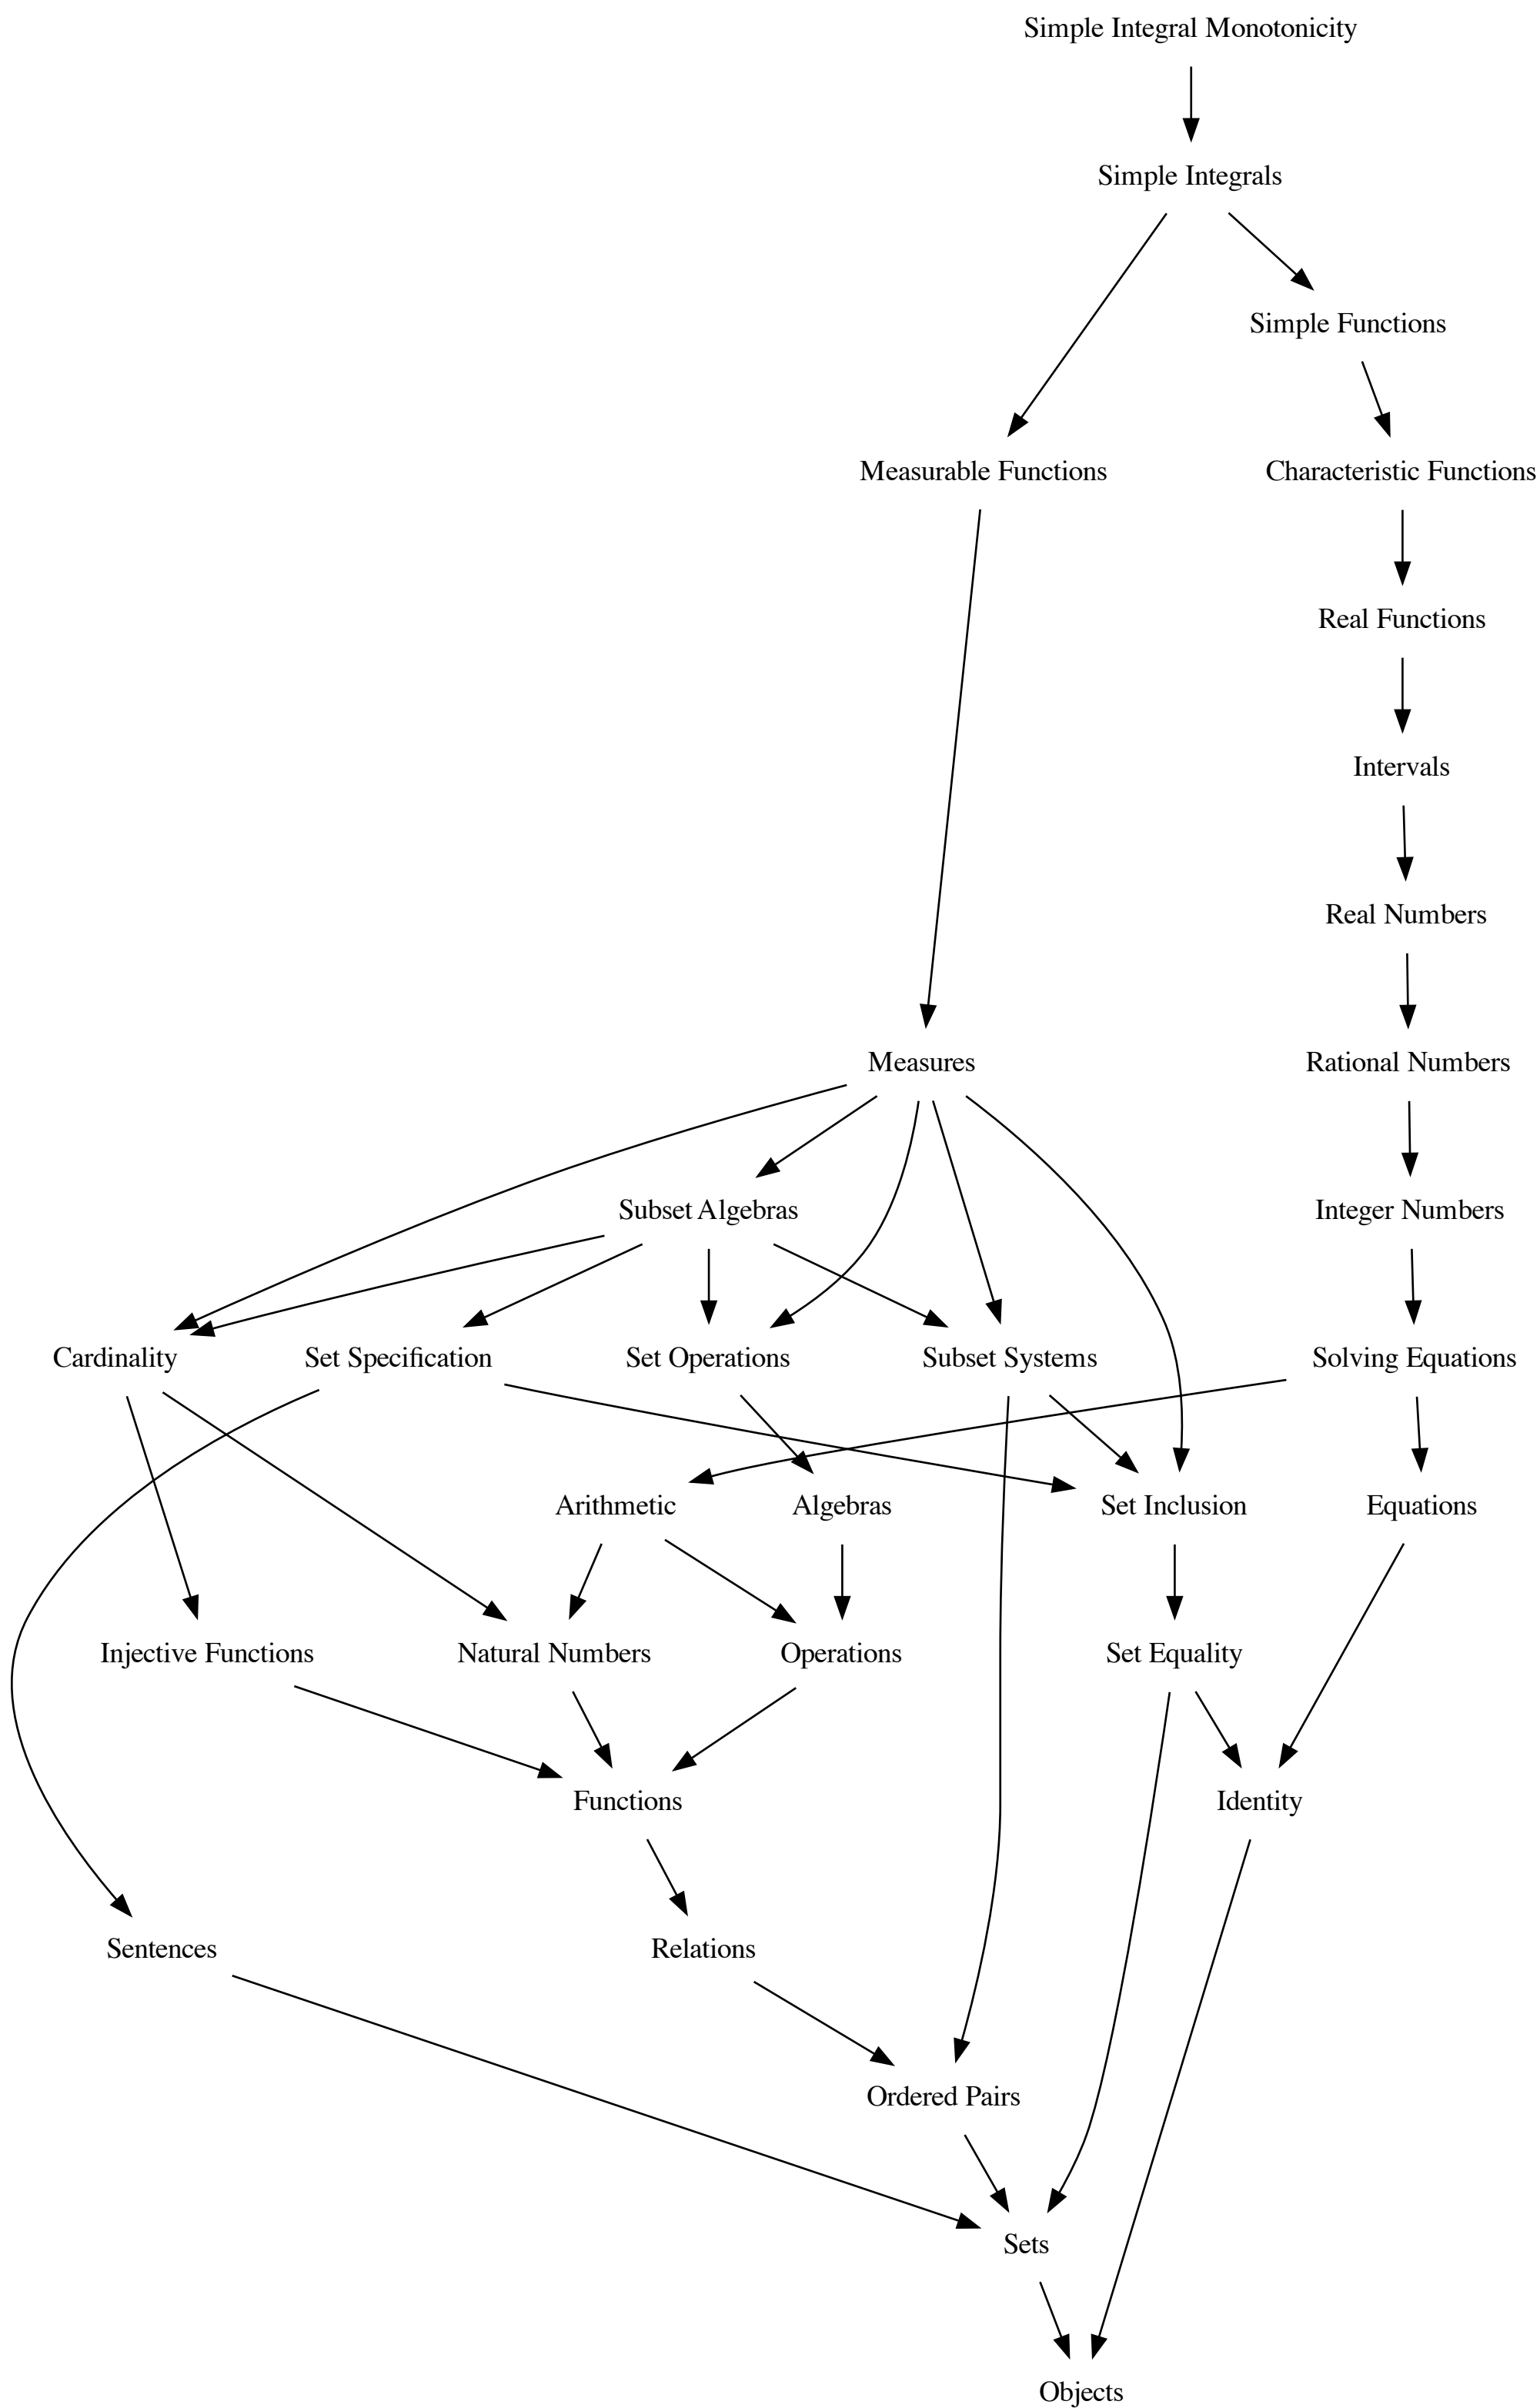 Simple Integral Monotonicity
Simple Integrals
Simple Functions
Measurable Functions
Characteristic Functions
Real Functions
Intervals
Real Numbers
Measures
Rational Numbers
Subset Algebras
Integer Numbers
Cardinality
Set Specification
Set Operations
Subset Systems
Solving Equations
Arithmetic
Algebras
Set Inclusion
Equations
Injective Functions
Natural Numbers
Operations
Set Equality
Functions
Identity
Sentences
Relations
Ordered Pairs
Sets
Objects